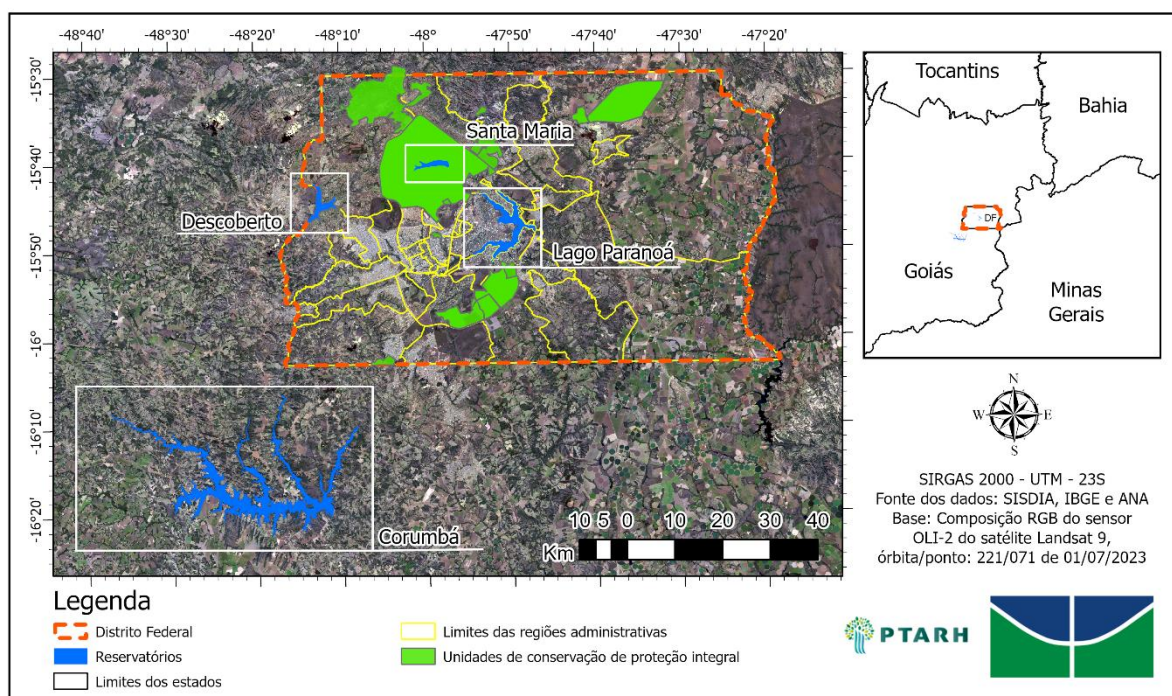 -48°40' -48°30' -48°20' -48°10' -48° -47°50' -47°40' -47°30' -47°20'
-15°30'
-15°40'
-15°50'
-16°
-16°10'
-16°20'
Santa Maria
Descoberto
Lago Paranoá
Corumbá
10 5 0 10 20 30 40
Km
Tocantins
Bahia
DF
Goiás
Minas
Gerais
N
W E
S
SIRGAS 2000 - UTM - 23S
Fonte dos dados: SISDIA, IBGE e ANA
Base: Composição RGB do sensor
OLI-2 do satélite Landsat 9,
órbita/ponto: 221/071 de 01/07/2023
Legenda
Distrito Federal
Reservatórios
Limites dos estados
Limites das regiões administrativas
Unidades de conservação de proteção integral
PTARH